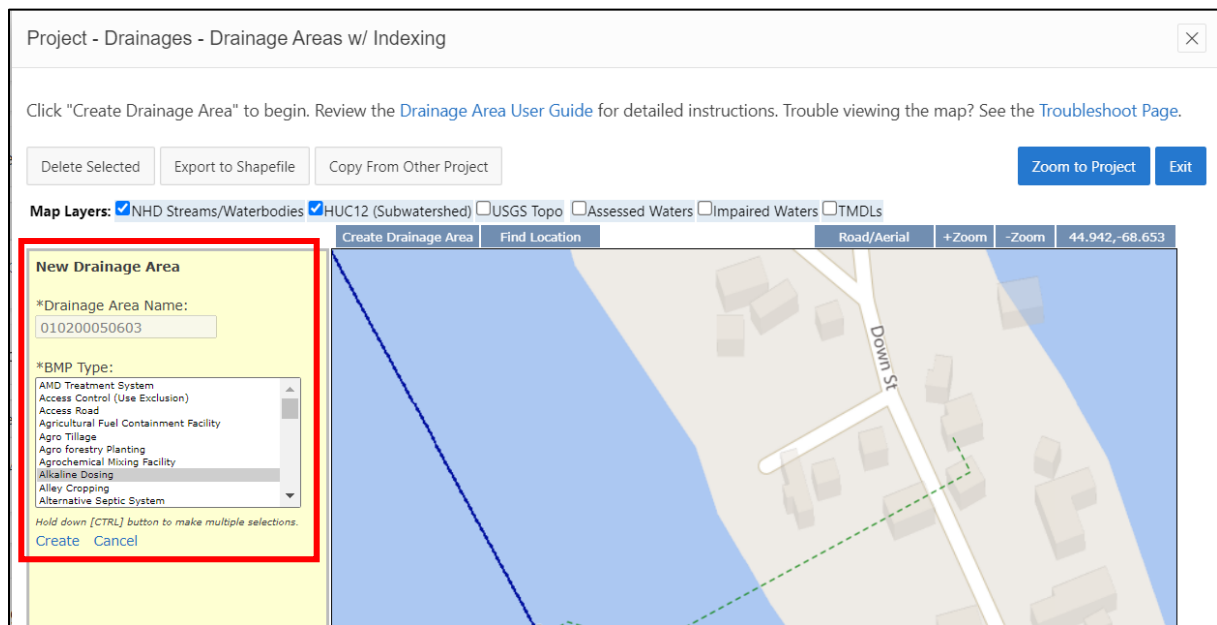 Project - Drainages - Drainage Areas w/ Indexing
Click "Create Drainage Area" to begin. Review the Drainage Area User Guide for detailed instructions. Trouble viewing the map? See the Troubleshoot Page.
Delete Selected Export to Shapefile Copy From Other Project Zoom to Project Exit
Map Layers: NHD Streams/Waterbodies HUC12 (Subwatershed) USGS Topo Assessed Waters Impaired Waters TMDLs
Create Drainage Area Find Location Road/Aerial +Zoom -Zoom 44.942,-68.653
New Drainage Area
*Drainage Area Name:
010200050603
*BMP Type:
AMD Treatment System
Access Control (Use Exclusion)
Access Road
Agricultural Fuel Containment Facility
Agro Tillage
Agro forestry Planting
Agrochemical Mixing Facility
Alkaline Dosing
Alley Cropping
Alternative Septic System
Hold down [CTRL] button to make multiple selections.
Create Cancel
Down St